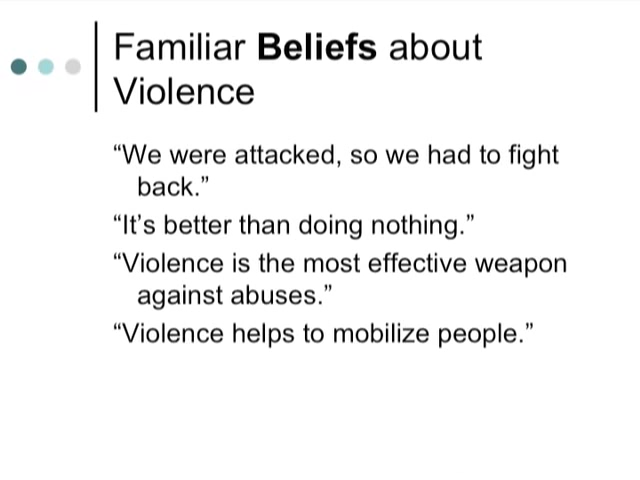 Familiar Beliefs about
Violence
“We were attacked, so we had to fight
back.”
“It’s better than doing nothing.”
“Violence is the most effective weapon
against abuses.”
“Violence helps to mobilize people.”